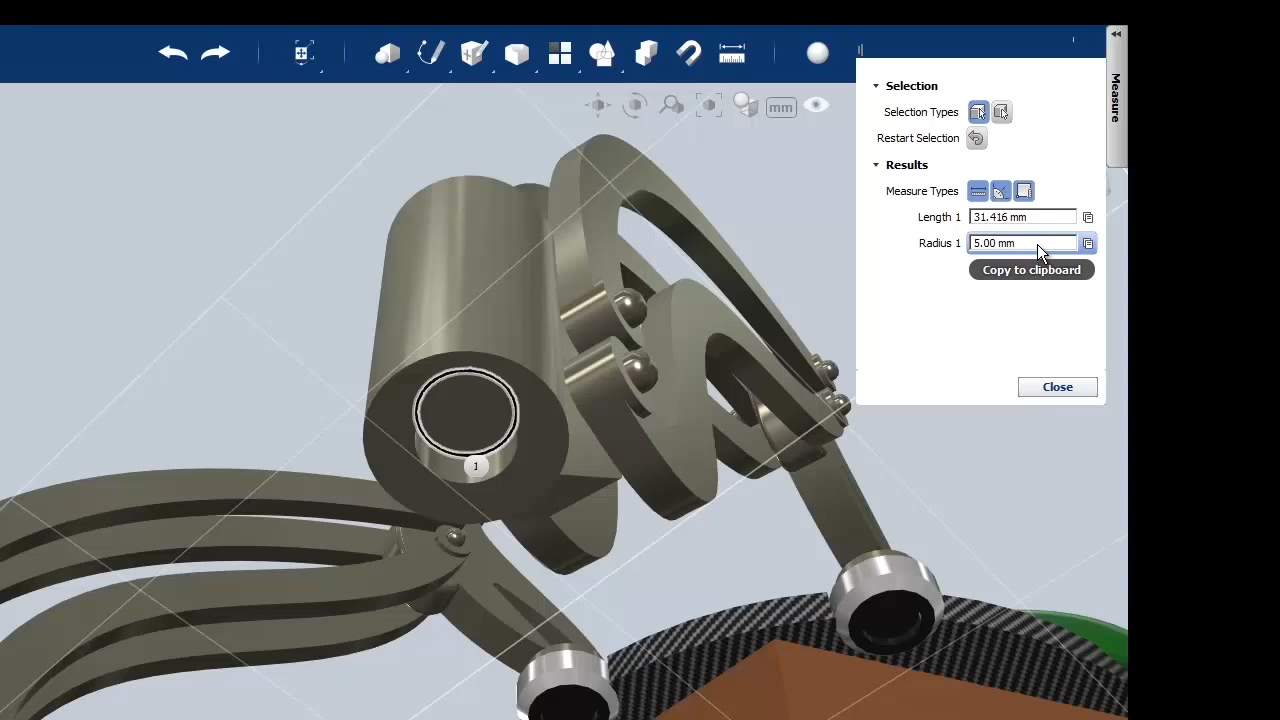 Measure
Selection
Selection Types
Restart Selection
Results
Measure Types
Length 1 31.416 mm
Radius 1 5.00 mm
Copy to clipboard
Close
mm
1